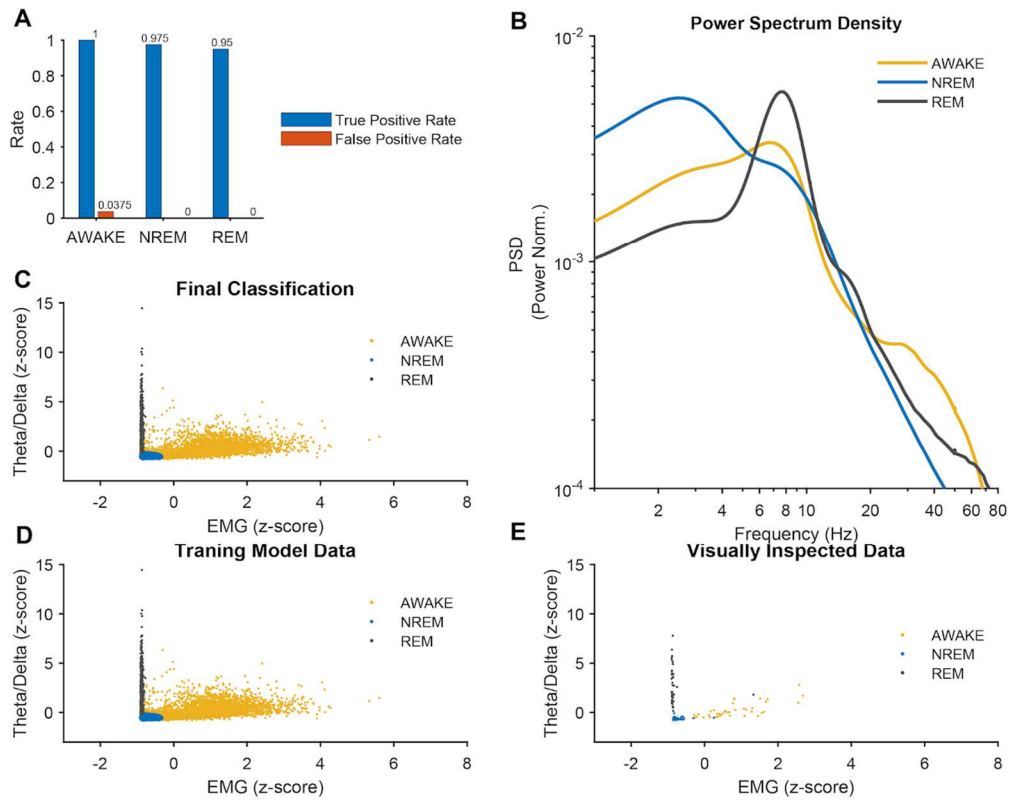 A
1
0.975
0.95
0.0375
0
0
1
0.8
0.6
0.4
0.2
0
Rate
AWAKE NREM REM
True Positive Rate
False Positive Rate
B
Power Spectrum Density
AWAKE
NREM
REM
10-2
10-3
10-4
PSD
(Power Norm.)
2 4 6 8 10 20 40 60 80
Frequency (Hz)
C
Final Classification
AWAKE
NREM
REM
15
10
5
0
Theta/Delta (z-score)
-2 0 2 4 6 8
EMG (z-score)
D
Traning Model Data
AWAKE
NREM
REM
15
10
5
0
Theta/Delta (z-score)
-2 0 2 4 6 8
EMG (z-score)
E
Visually Inspected Data
AWAKE
NREM
REM
15
10
5
0
Theta/Delta (z-score)
-2 0 2 4 6 8
EMG (z-score)